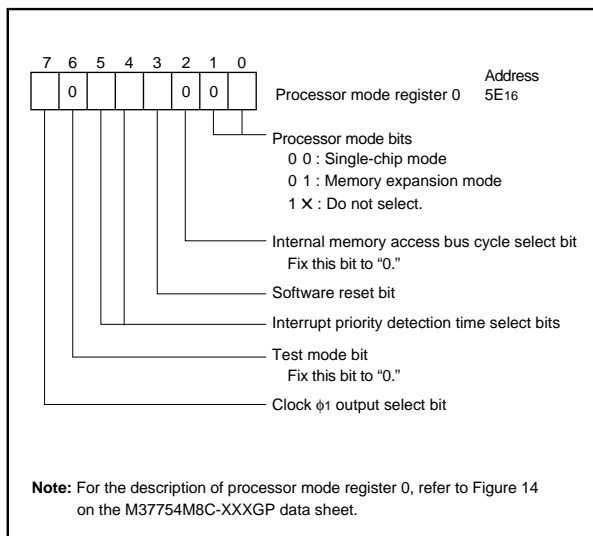 7 6 5 4 3 2 1 0
0 0 0
Processor mode register 0
Address
5E16
Processor mode bits
0 0 : Single-chip mode
0 1 : Memory expansion mode
1 X : Do not select.
Internal memory access bus cycle select bit
Fix this bit to “0.”
Software reset bit
Interrupt priority detection time select bits
Test mode bit
Fix this bit to “0.”
Clock ϕ1 output select bit
Note: For the description of processor mode register 0, refer to Figure 14
on the M37754M8C-XXXGP data sheet.